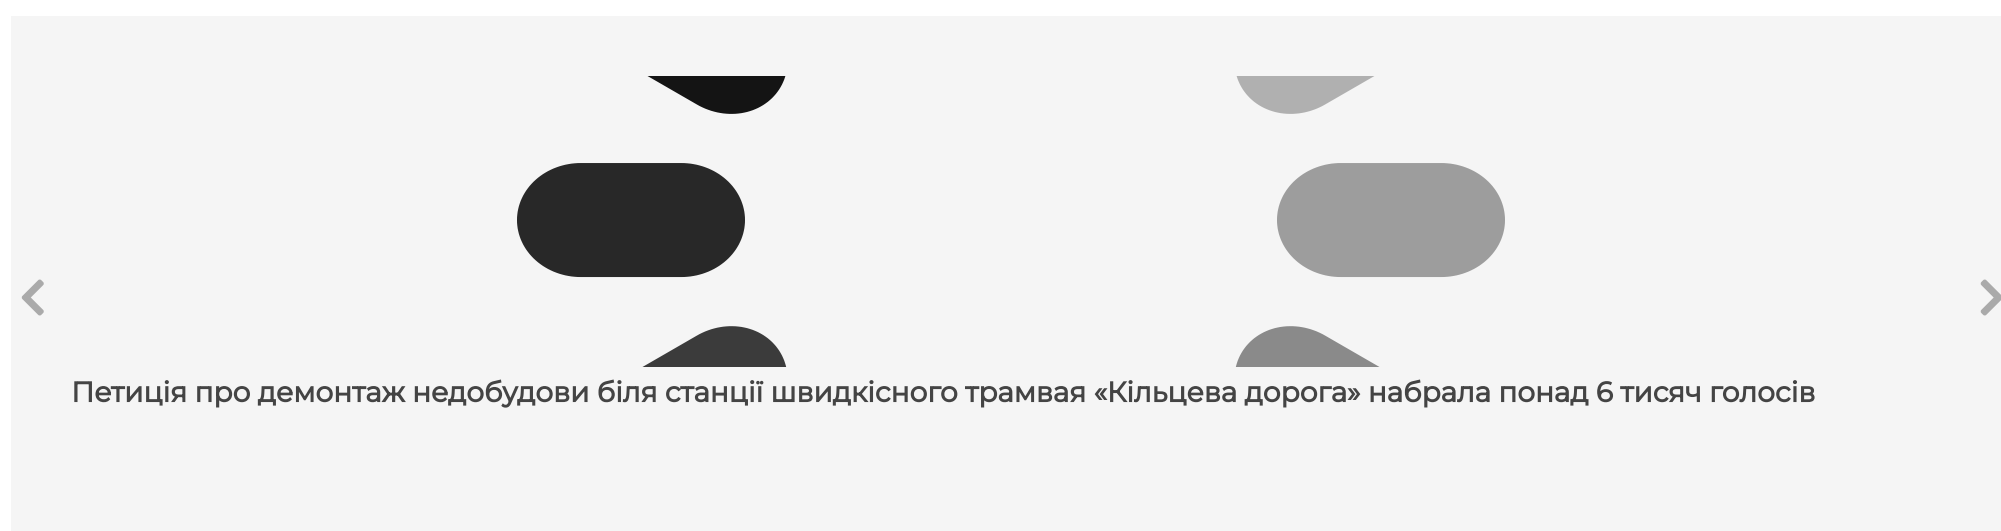 Петиція про демонтаж недобудови біля станції швидкісного трамвая «Кільцева дорога» набрала понад 6 тисяч голосів